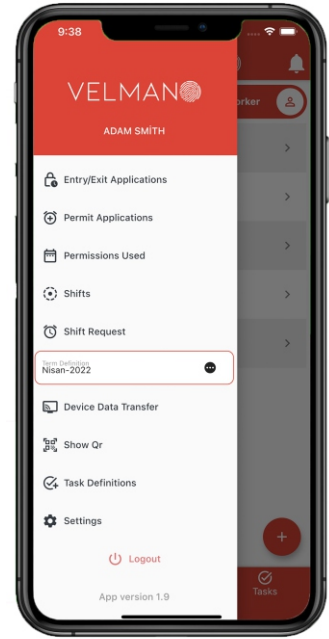 9:38
VELMANO
ADAM SMİTH
orker
Entry/Exit Applications
Permit Applications
Permissions Used
Shifts
Shift Request
Term Definition
Nisan-2022
Device Data Transfer
Show Qr
Task Definitions
Settings
Logout
App version 1.9
Tasks